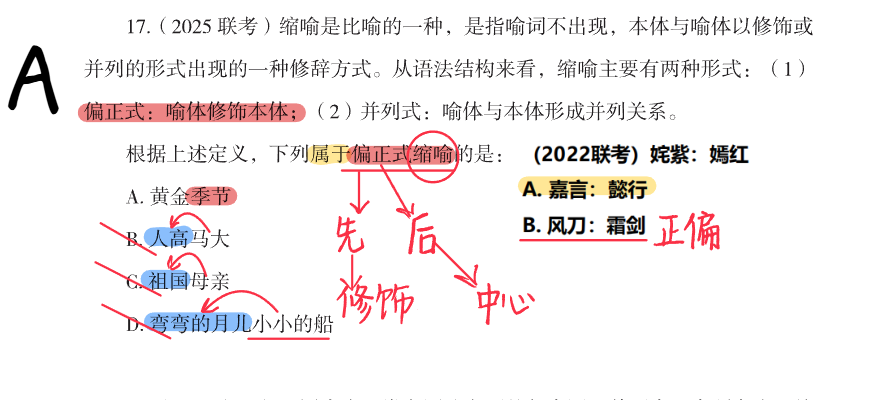 17.（2025 联考）缩喻是比喻的一种，是指喻词不出现，本体与喻体以修饰或
并列的形式出现的一种修辞方式。从语法结构来看，缩喻主要有两种形式：（1）
偏正式：喻体修饰本体；（2）并列式：喻体与本体形成并列关系。
A
根据上述定义，下列属于偏正式缩喻的是：
（2022联考）姹紫：嫣红
A. 黄金季节
A. 嘉言：懿行
B. 人高马大
先 后
B. 风刀：霜剑 正偏
C. 祖国母亲
修饰 中心
D. 弯弯的月儿小小的船